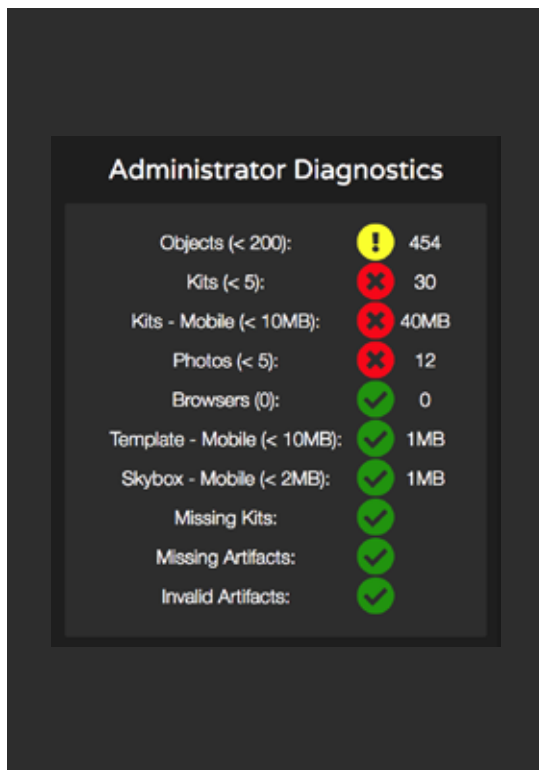 Administrator Diagnostics
Objects (< 200): ! 454
Kits (< 5): 30
Kits - Mobile (< 10MB): 40MB
Photos (< 5): 12
Browsers (0): 0
Template - Mobile (< 10MB): 1MB
Skybox - Mobile (< 2MB): 1MB
Missing Kits:
Missing Artifacts:
Invalid Artifacts: